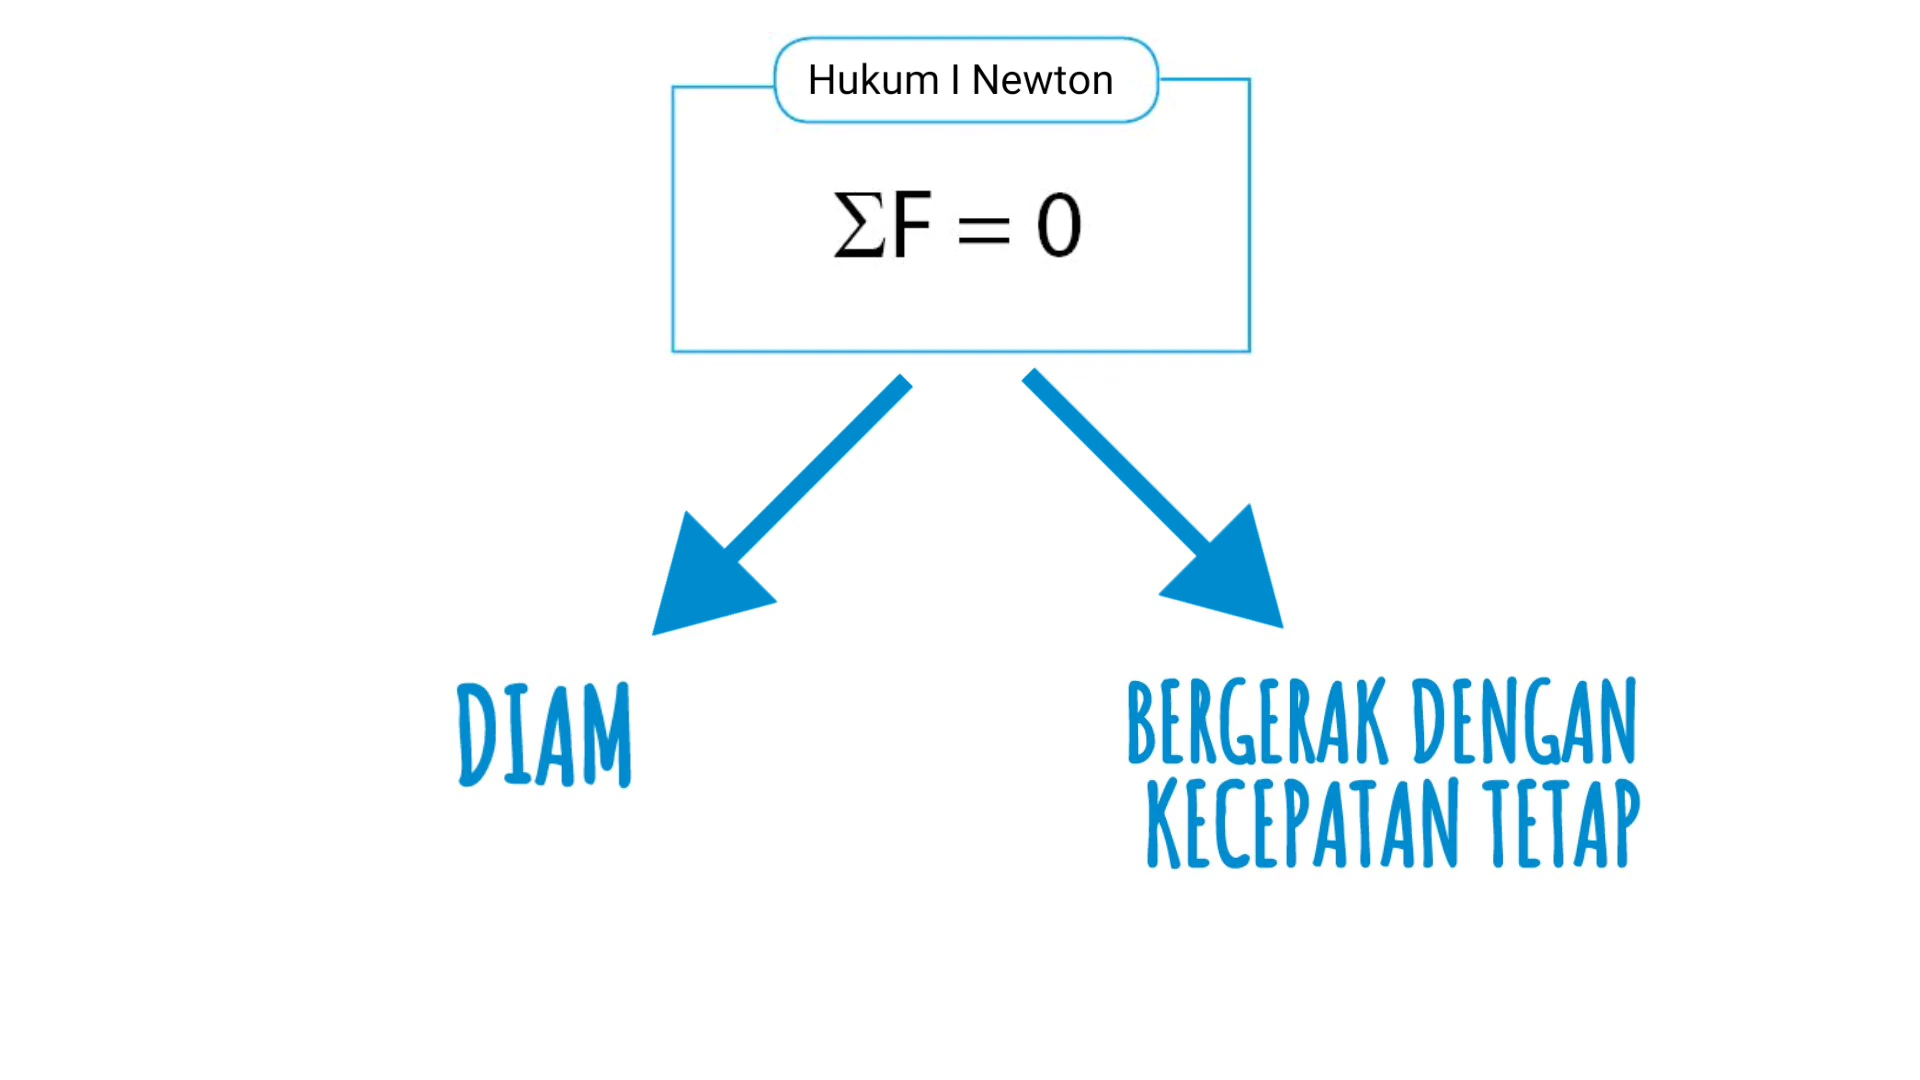 Hukum I Newton
ΣF = 0
DIAM
BERGERAK DENGAN
KECEPATAN TETAP